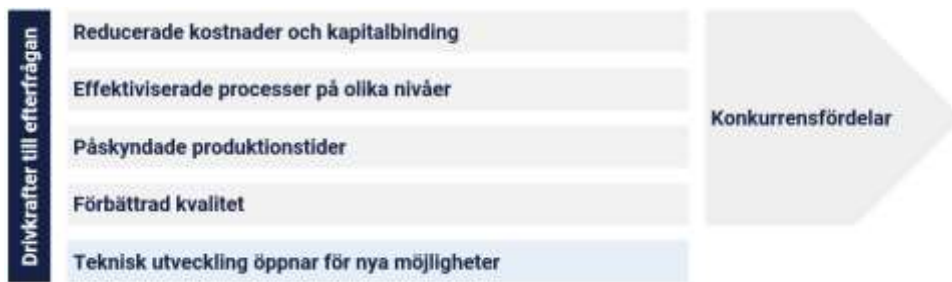 Drivkrafter till efterfrågan
Reducerade kostnader och kapitalbinding
Effektiviserade processer på olika nivåer
Påskyndade produktionstider
Förbättrad kvalitet
Teknisk utveckling öppnar för nya möjligheter
Konkurrensfördelar